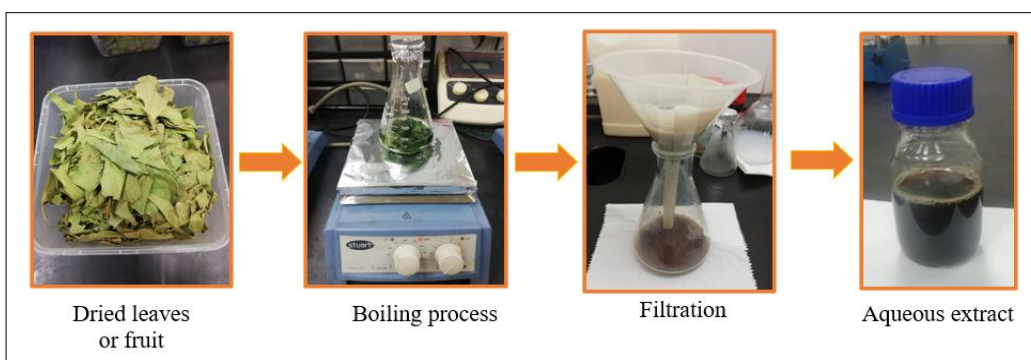 stuart
Dried leaves
or fruit
Boiling process
Filtration
Aqueous extract